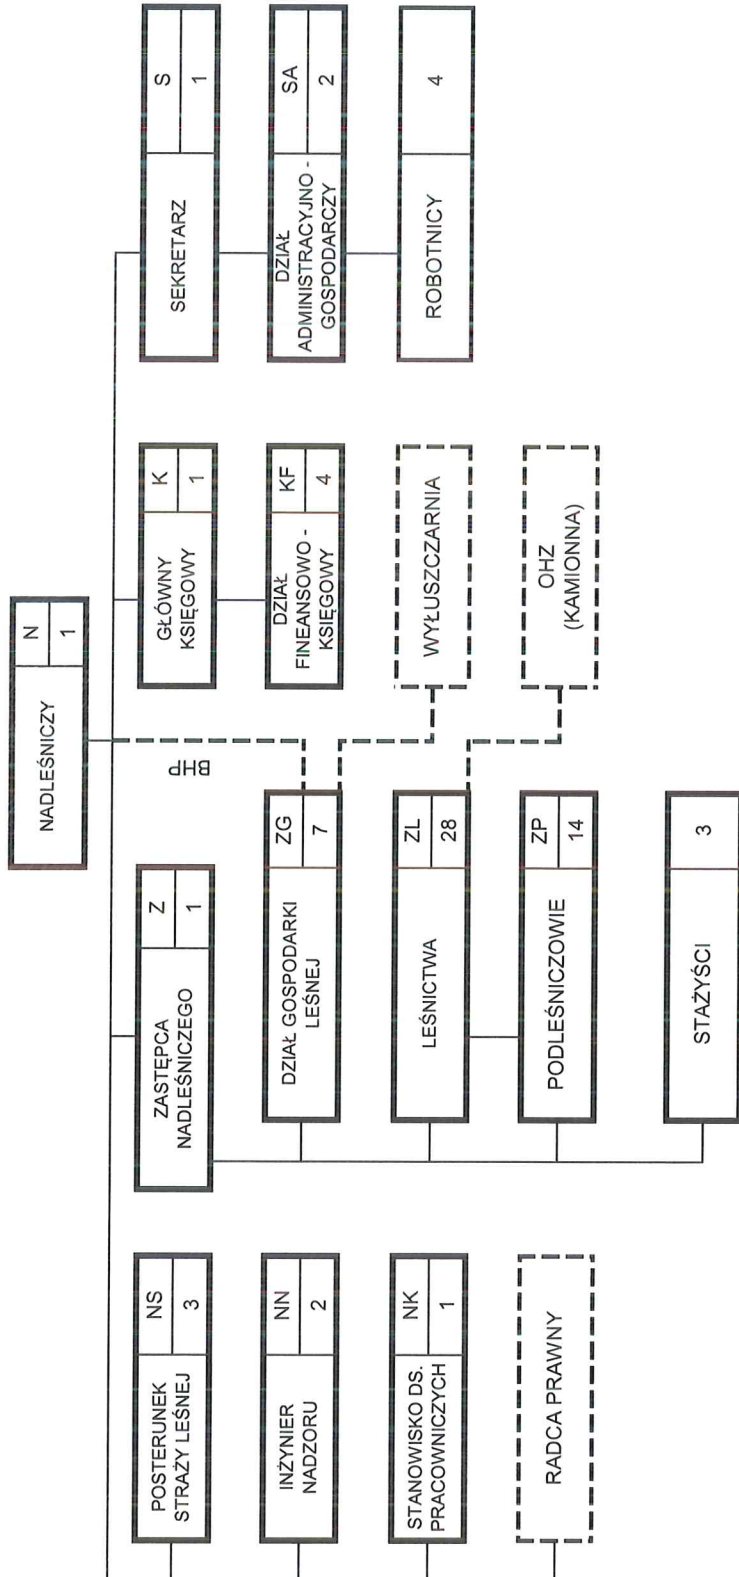 NADLEŚNICZY
N
1
POSTERUNEK
STRAŻY LEŚNEJ
NS
3
INŻYNIER
NADZORU
NN
2
STANOWISKO DS.
PRACOWNICZYCH
NK
1
RADCA PRAWNY
ZASTĘPCA
NADLEŚNICZEGO
Z
1
DZIAŁ GOSPODARKI
LEŚNEJ
ZG
7
LEŚNICTWA
ZL
28
PODLEŚNICZOWIE
ZP
14
STAŻYŚCI
3
BHP
GŁÓWNY
KSIĘGOWY
K
1
DZIAŁ
FINEANSOWO -
KSIĘGOWY
KF
4
WYŁUSZCZARNIA
OHZ
(KAMIONNA)
SEKRETARZ
S
1
DZIAŁ
ADMINISTRACYJNO -
GOSPODARCZY
SA
2
ROBOTNICY
4